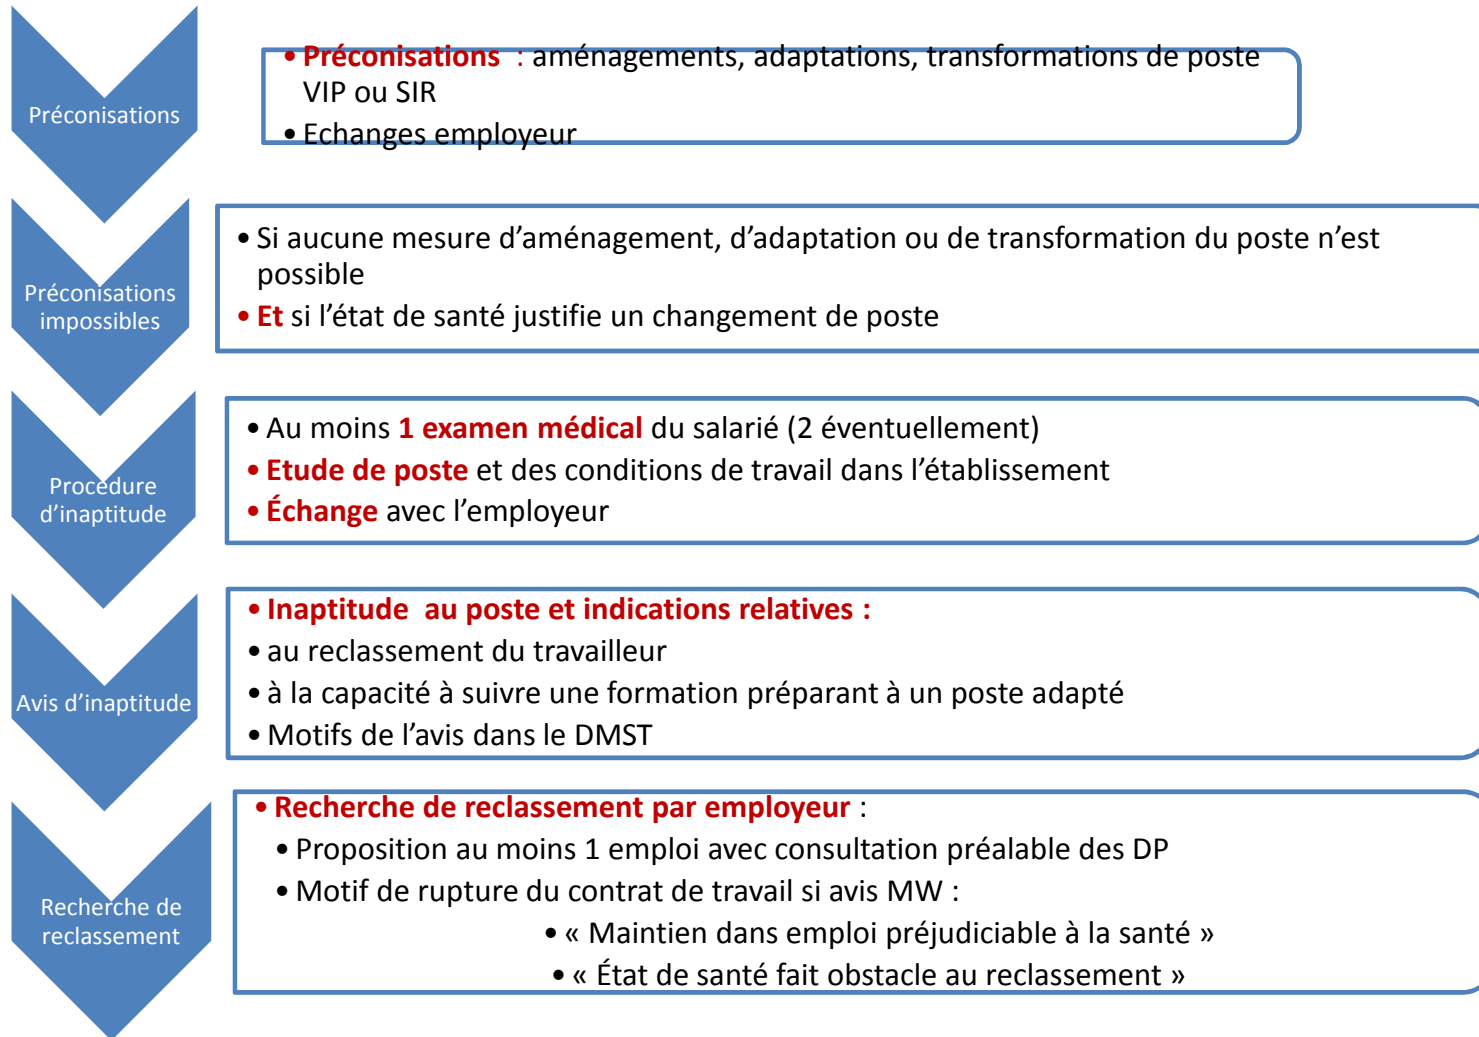 Préconisations
• Préconisations : aménagements, adaptations, transformations de poste
VIP ou SIR
• Echanges employeur
Préconisations
impossibles
• Si aucune mesure d’aménagement, d’adaptation ou de transformation du poste n’est
possible
• Et si l’état de santé justifie un changement de poste
Procédure
d’inaptitude
• Au moins 1 examen médical du salarié (2 éventuellement)
• Etude de poste et des conditions de travail dans l’établissement
• Échange avec l’employeur
Avis d’inaptitude
• Inaptitude au poste et indications relatives :
• au reclassement du travailleur
• à la capacité à suivre une formation préparant à un poste adapté
• Motifs de l’avis dans le DMST
Recherche de
reclassement
• Recherche de reclassement par employeur :
• Proposition au moins 1 emploi avec consultation préalable des DP
• Motif de rupture du contrat de travail si avis MW :
• « Maintien dans emploi préjudiciable à la santé »
• « État de santé fait obstacle au reclassement »